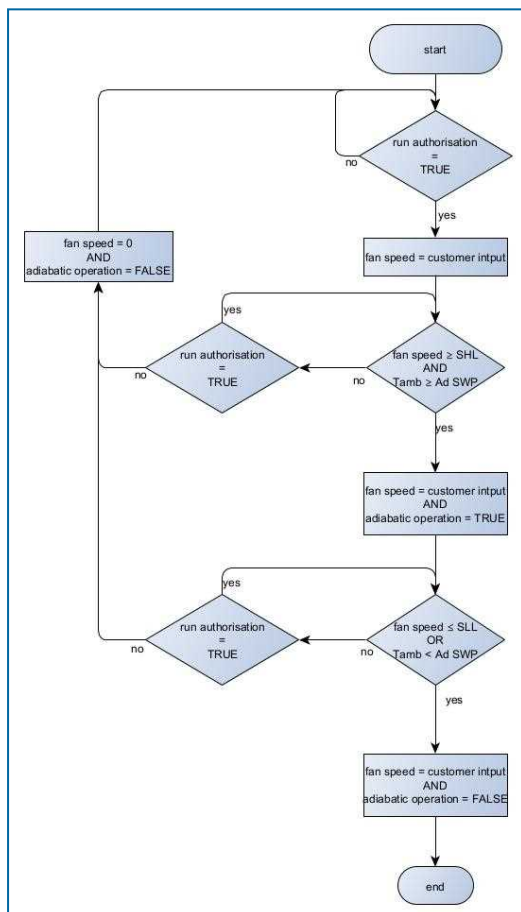 start
run authorisation
=
TRUE
no
yes
fan speed = 0
AND
adiabatic operation = FALSE
fan speed = customer intput
yes
run authorisation
=
TRUE
no
fan speed ≥ SHL
AND
Tamb ≥ Ad SWP
no
yes
fan speed = customer intput
AND
adiabatic operation = TRUE
yes
run authorisation
=
TRUE
no
fan speed ≤ SLL
OR
Tamb < Ad SWP
no
yes
fan speed = customer intput
AND
adiabatic operation = FALSE
end